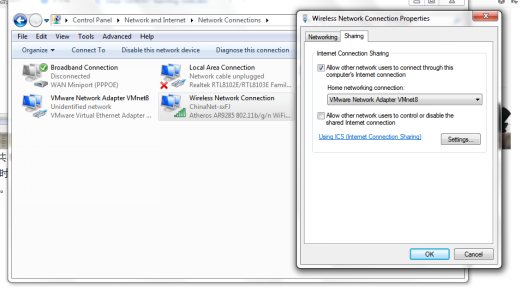 Control Panel ▸ Network and Internet ▸ Network Connections ▸
File Edit View Tools Advanced Help
Organize Connect To Disable this network device Diagnose this connection
Broadband Connection
Disconnected
WAN Miniport (PPPOE)
Local Area Connection
Network cable unplugged
Realtek RTL8102E/RTL8103E Famil...
VMware Network Adapter VMnet8
Unidentified network
VMware Virtual Ethernet Adapter ...
Wireless Network Connection
ChinaNet-sxFJ
Atheros AR9285 802.11b/g/n WiFi...
Wireless Network Connection Properties
Networking Sharing
Internet Connection Sharing
Allow other network users to connect through this
computer's Internet connection
Home networking connection:
VMware Network Adapter VMnet8
Allow other network users to control or disable the
shared Internet connection
Using ICS (Internet Connection Sharing)
Settings...
OK Cancel
时